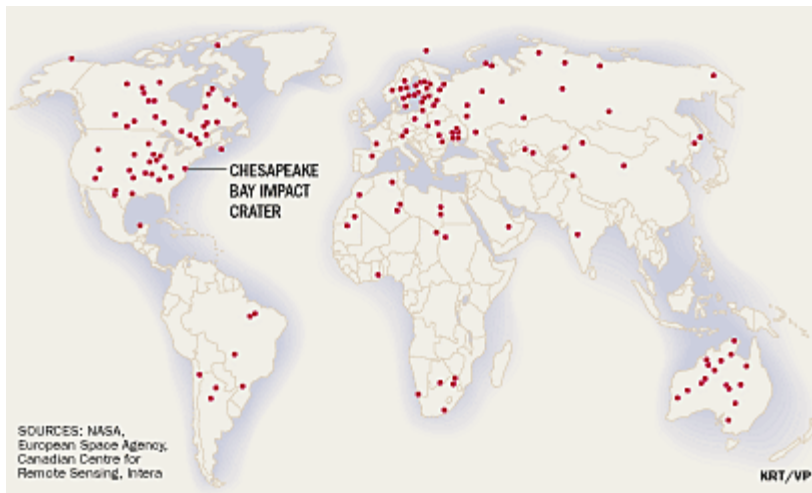 CHESAPEAKE
BAY IMPACT
CRATER
SOURCES: NASA,
European Space Agency,
Canadian Centre for
Remote Sensing, Intera
KRT/VP